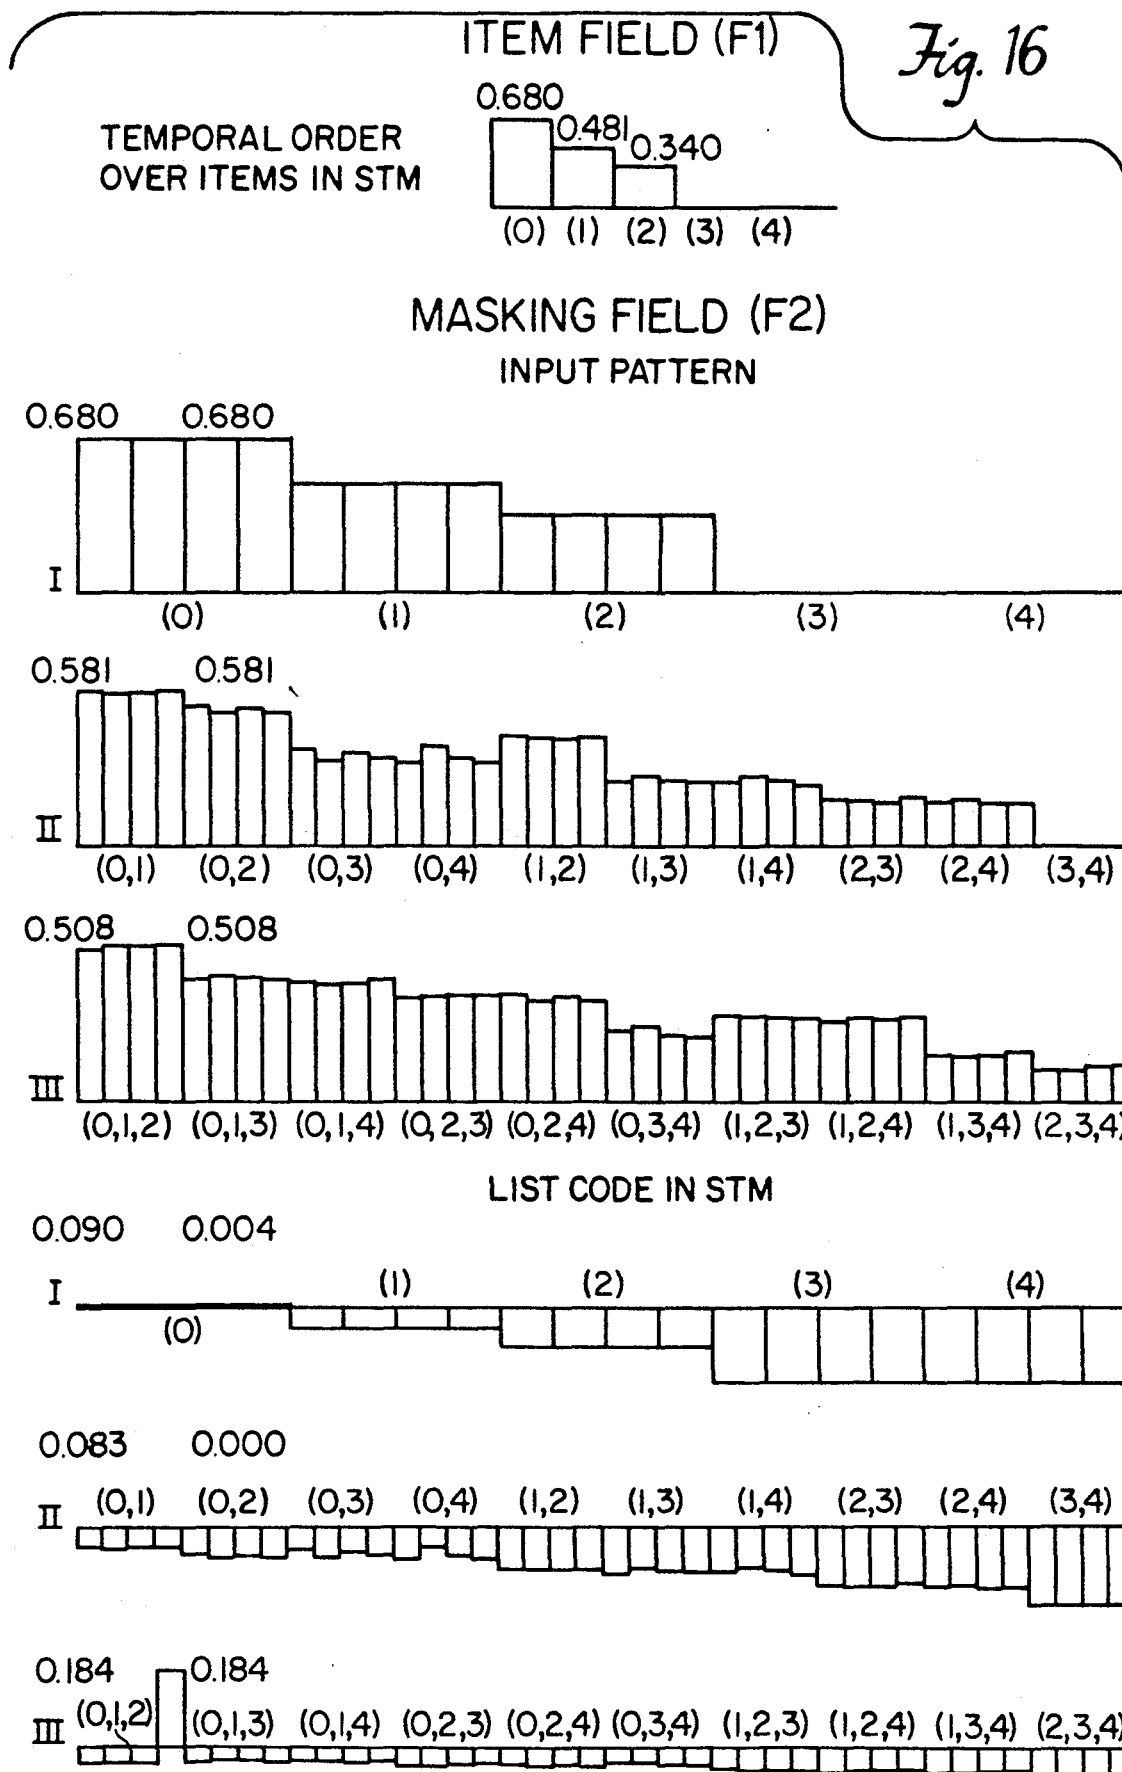 ITEM FIELD (F1)
Fig. 16
0.680
0.481
0.340
TEMPORAL ORDER
OVER ITEMS IN STM
(0) (1) (2) (3) (4)
MASKING FIELD (F2)
INPUT PATTERN
0.680 0.680
I
(0) (1) (2) (3) (4)
0.581 0.581
II
(0,1) (0,2) (0,3) (0,4) (1,2) (1,3) (1,4) (2,3) (2,4) (3,4)
0.508 0.508
III
(0,1,2) (0,1,3) (0,1,4) (0,2,3) (0,2,4) (0,3,4) (1,2,3) (1,2,4) (1,3,4) (2,3,4)
LIST CODE IN STM
0.090 0.004
I (1) (2) (3) (4)
(0)
0.083 0.000
II (0,1) (0,2) (0,3) (0,4) (1,2) (1,3) (1,4) (2,3) (2,4) (3,4)
0.184 0.184
III (0,1,2) (0,1,3) (0,1,4) (0,2,3) (0,2,4) (0,3,4) (1,2,3) (1,2,4) (1,3,4) (2,3,4)